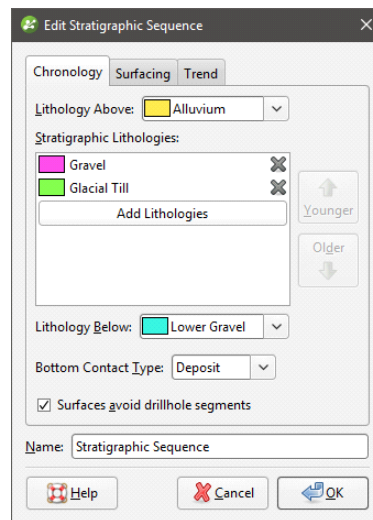 Edit Stratigraphic Sequence
Chronology Surfacing Trend
Lithology Above: Alluvium
Stratigraphic Lithologies:
Gravel
Glacial Till
Add Lithologies
Younger
Older
Lithology Below: Lower Gravel
Bottom Contact Type: Deposit
Surfaces avoid drillhole segments
Name: Stratigraphic Sequence
Help Cancel OK